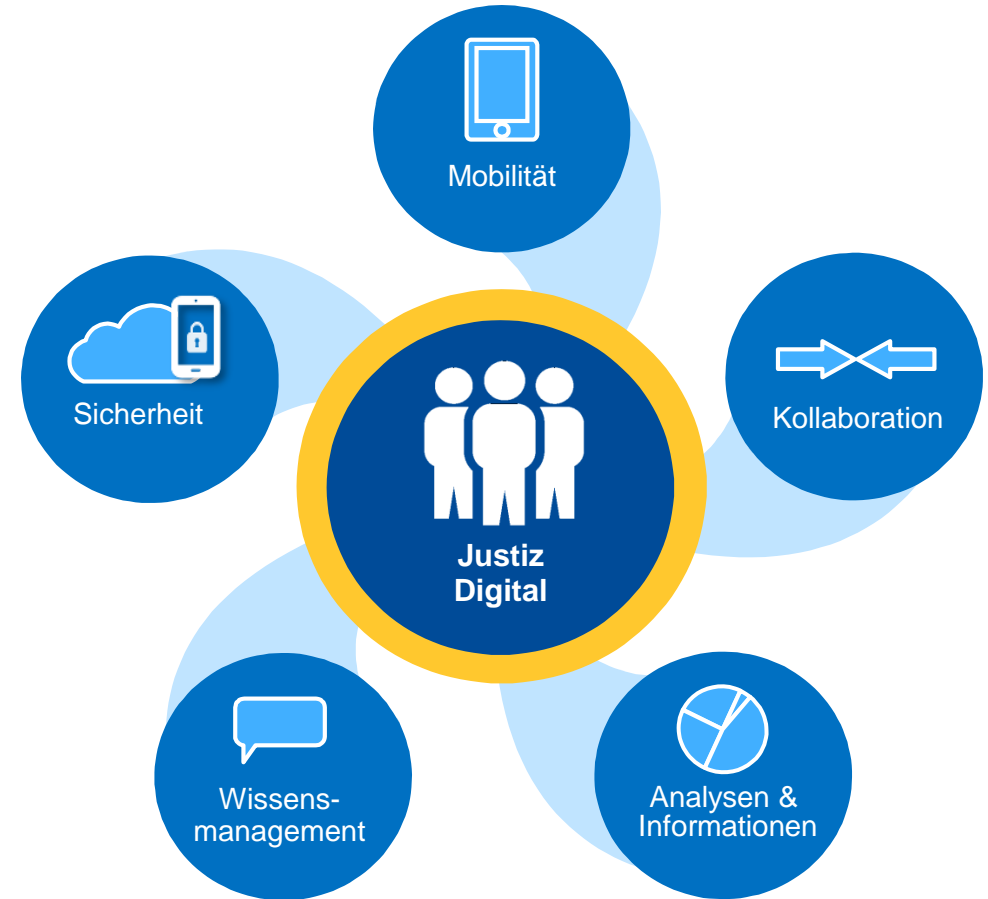 Mobilität
Sicherheit
Kollaboration
Justiz
Digital
Wissens-
management
Analysen &
Informationen